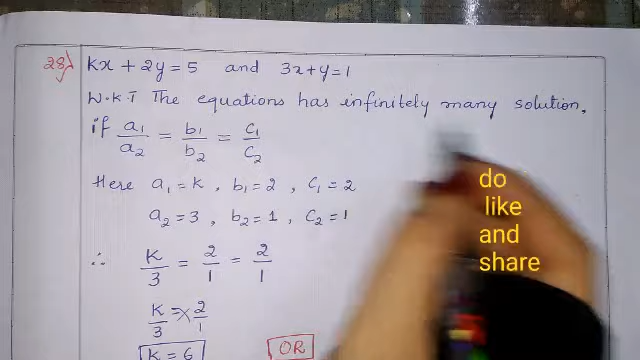 28) kx + 2y = 5 and 3x + y = 1
W.K.T The equations has infinitely many solution,
if a₁/a₂ = b₁/b₂ = c₁/c₂
Here a₁ = k, b₁ = 2, c₁ = 2
a₂ = 3, b₂ = 1, c₂ = 1
∴ k/3 = 2/1 = 2/1
k/3 = 2/1
k = 6 OR
do
like
and
share